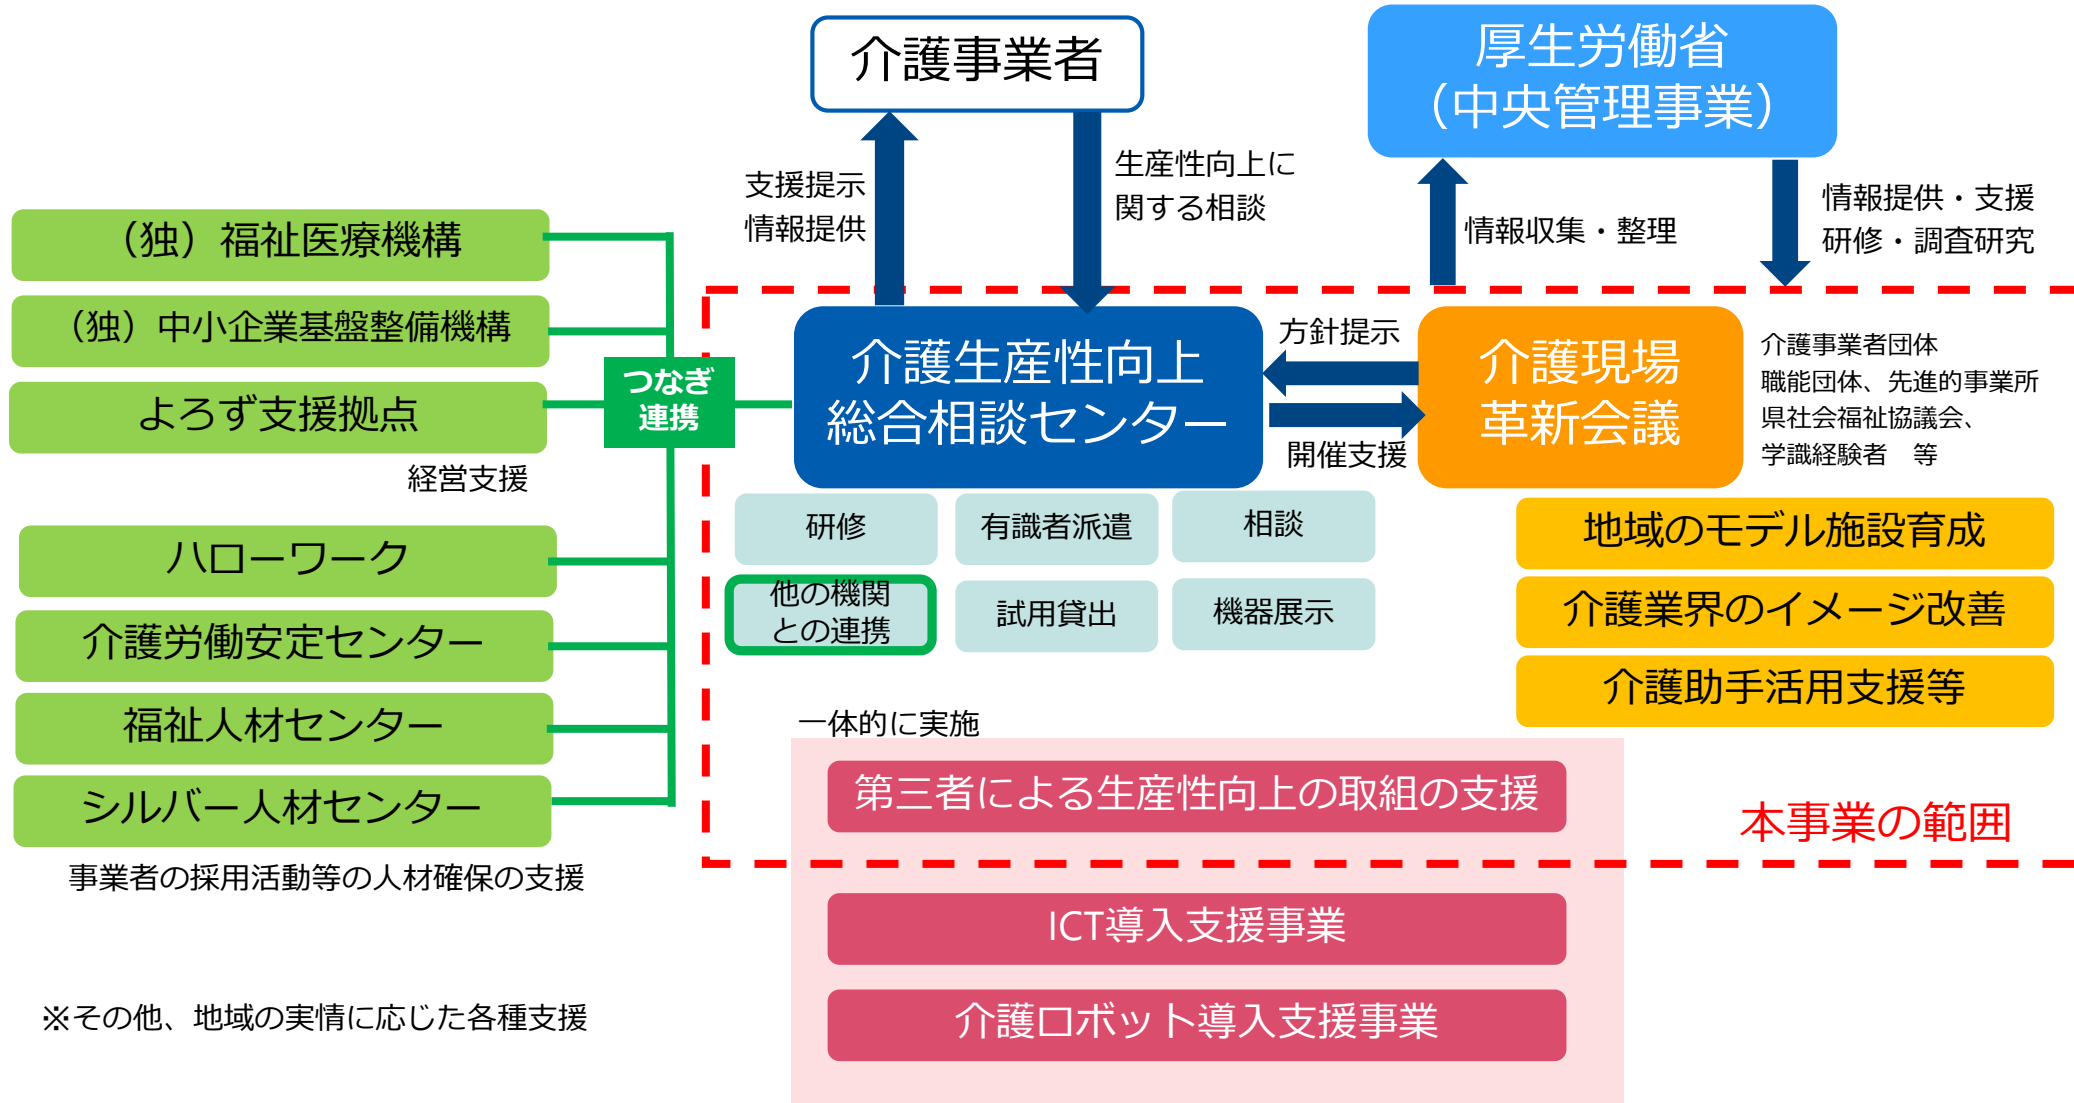 介護事業者
厚生労働省
（中央管理事業）
支援提示
情報提供
生産性向上に
関する相談
情報収集・整理
情報提供・支援
研修・調査研究
（独）福祉医療機構
（独）中小企業基盤整備機構
よろず支援拠点
経営支援
つなぎ
連携
介護生産性向上
総合相談センター
方針提示
開催支援
介護現場
革新会議
介護事業者団体
職能団体、先進的事業所
県社会福祉協議会、
学識経験者　等
研修
有識者派遣
相談
他の機関
との連携
試用貸出
機器展示
地域のモデル施設育成
介護業界のイメージ改善
介護助手活用支援等
ハローワーク
介護労働安定センター
福祉人材センター
シルバー人材センター
事業者の採用活動等の人材確保の支援
一体的に実施
第三者による生産性向上の取組の支援
本事業の範囲
ICT導入支援事業
介護ロボット導入支援事業
※その他、地域の実情に応じた各種支援